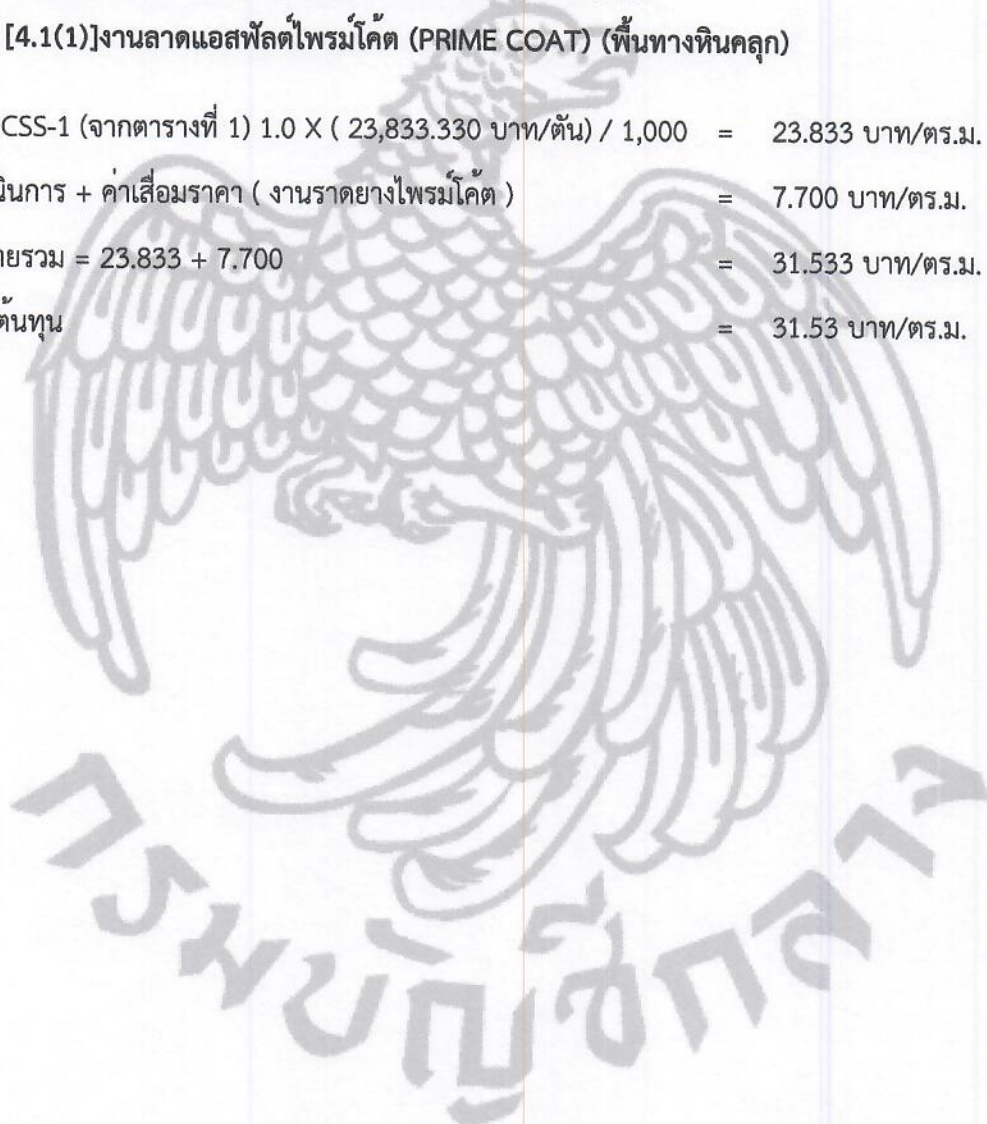 [4.1(1)]งานลาดแอสฟัลต์ไพรม์โค้ต (PRIME COAT) (พื้นทางหินคลุก)
CSS-1 (จากตารางที่ 1) 1.0 X ( 23,833.330 บาท/ตัน) / 1,000 = 23.833 บาท/ตร.ม.
นินการ + ค่าเสื่อมราคา ( งานราดยางไพรม์โค้ต ) = 7.700 บาท/ตร.ม.
ายรวม = 23.833 + 7.700 = 31.533 บาท/ตร.ม.
ต้นทุน = 31.53 บาท/ตร.ม.
กรมบัญชีกลาง